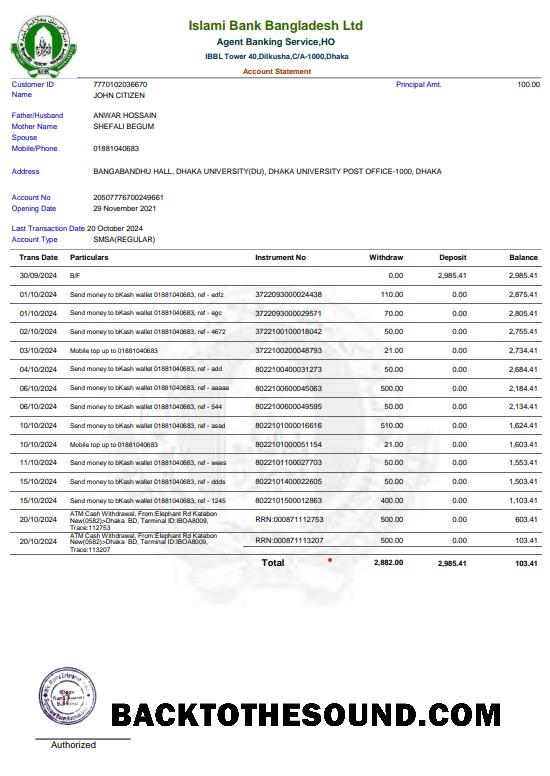 Islami Bank Bangladesh Ltd
Agent Banking Service,HO
IBBL Tower 40,Dilkusha,C/A-1000,Dhaka
Account Statement
Customer ID 7770102036670 Principal Amt. 100.00
Name JOHN CITIZEN
Father/Husband ANWAR HOSSAIN
Mother Name SHEFALI BEGUM
Spouse
Mobile/Phone 01881040683
Address BANGABANDHU HALL, DHAKA UNIVERSITY(DU), DHAKA UNIVERSITY POST OFFICE-1000, DHAKA
Account No 20507776700249661
Opening Date 29 November 2021
Last Transaction Date 20 October 2024
Account Type SMSA(REGULAR)
Trans Date Particulars Instrument No Withdraw Deposit Balance
30/09/2024 B/F 0.00 2,985.41 2,985.41
01/10/2024 Send money to bKash wallet 01881040683, ref - edfz 3722093000024438 110.00 0.00 2,875.41
01/10/2024 Send money to bKash wallet 01881040683, ref - egc 3722093000029571 70.00 0.00 2,805.41
02/10/2024 Send money to bKash wallet 01881040683, ref - 4672 3722100100018042 50.00 0.00 2,755.41
03/10/2024 Mobile top up to 01881040683 3722100200048793 21.00 0.00 2,734.41
04/10/2024 Send money to bKash wallet 01881040683, ref - add 8022100400031273 50.00 0.00 2,684.41
06/10/2024 Send money to bKash wallet 01881040683, ref - aaaaa 8022100600045063 500.00 0.00 2,184.41
06/10/2024 Send money to bKash wallet 01881040683, ref - 544 8022100600049595 50.00 0.00 2,134.41
10/10/2024 Send money to bKash wallet 01881040683, ref - asad 8022101000016616 510.00 0.00 1,624.41
10/10/2024 Mobile top up to 01881040683 8022101000051154 21.00 0.00 1,603.41
11/10/2024 Send money to bKash wallet 01881040683, ref - wees 8022101100027703 50.00 0.00 1,553.41
15/10/2024 Send money to bKash wallet 01881040683, ref - ddds 8022101400022605 50.00 0.00 1,503.41
15/10/2024 Send money to bKash wallet 01881040683, ref - 1245 8022101500012863 400.00 0.00 1,103.41
20/10/2024 ATM Cash Withdrawal, From:Elephant Rd Katabon
New(0582)>Dhaka BD, Terminal ID:IBOA8009, RRN:000871112753 500.00 0.00 603.41
Trace:112753
20/10/2024 ATM Cash Withdrawal, From:Elephant Rd Katabon
New(0582)>Dhaka BD, Terminal ID:IBOA8009, RRN:000871113207 500.00 0.00 103.41
Trace:113207
Total 2,882.00 2,985.41 103.41
BACKTOTHESOUND.COM
Authorized